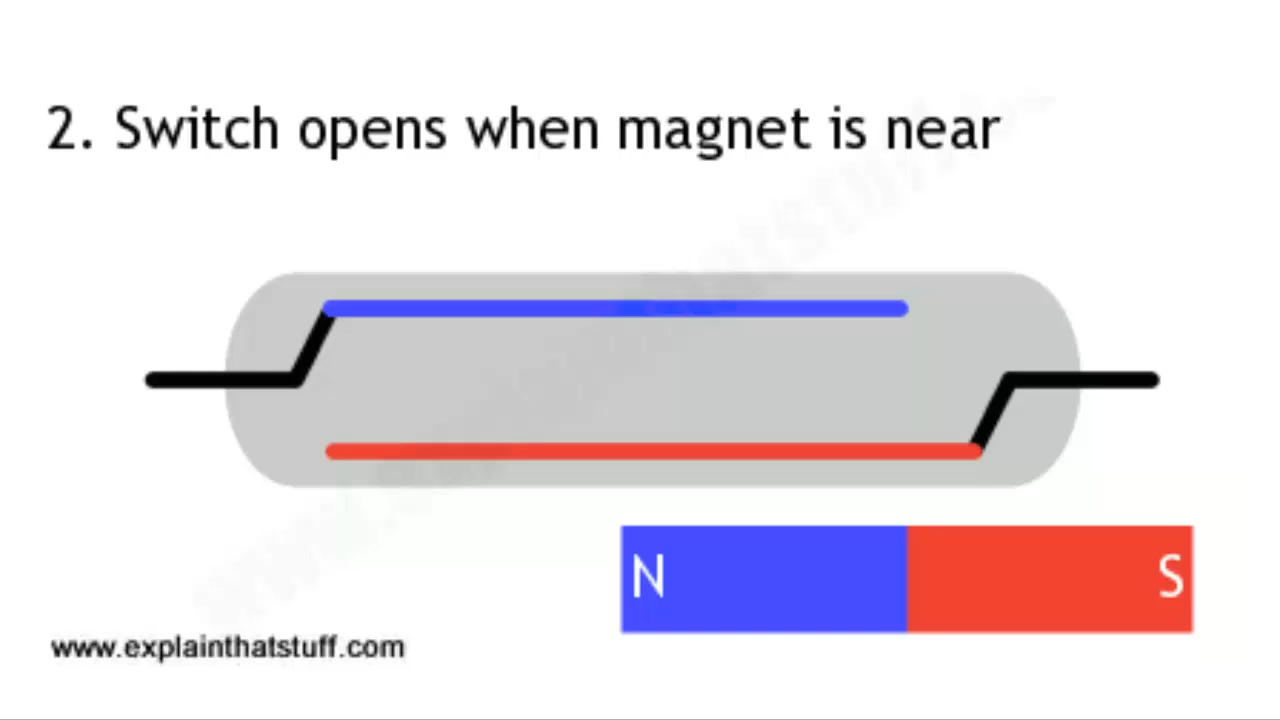 2. Switch opens when magnet is near
N
S
www.explainthatstuff.com